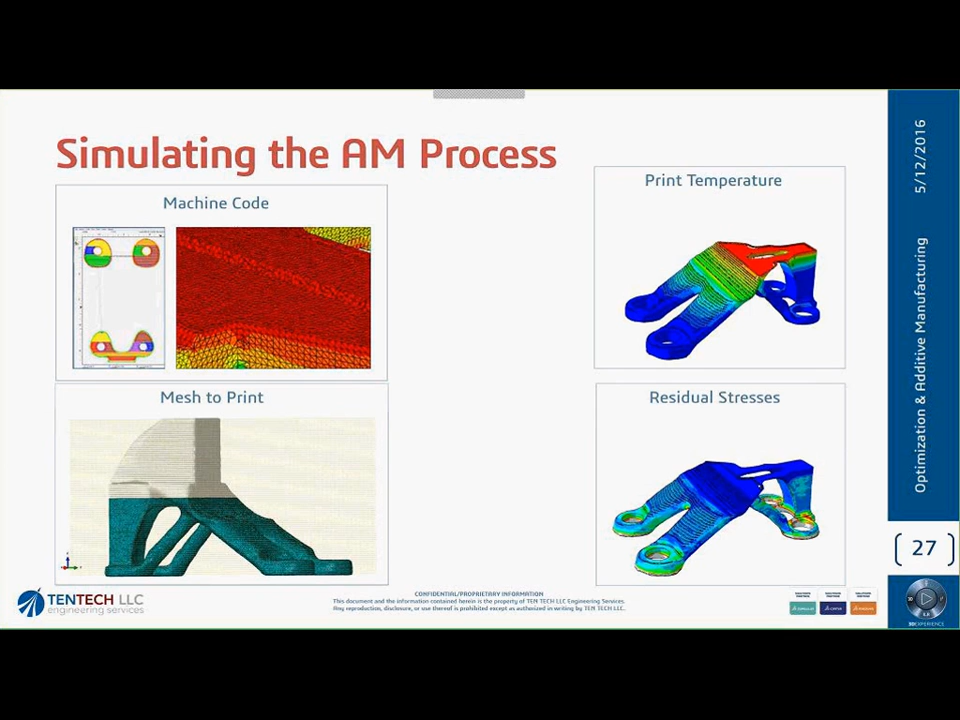 Simulating the AM Process
Machine Code
Print Temperature
Mesh to Print
Residual Stresses
5/12/2016
Optimization & Additive Manufacturing
27
TENTECH LLC
engineering services
CONFIDENTIAL/PROPRIETARY INFORMATION
This document and the information contained herein is the property of TEN TECH LLC Engineering Services.
Any reproduction, disclosure, or use thereof is prohibited except as authorized in writing by TEN TECH LLC.
3DEXPERIENCE